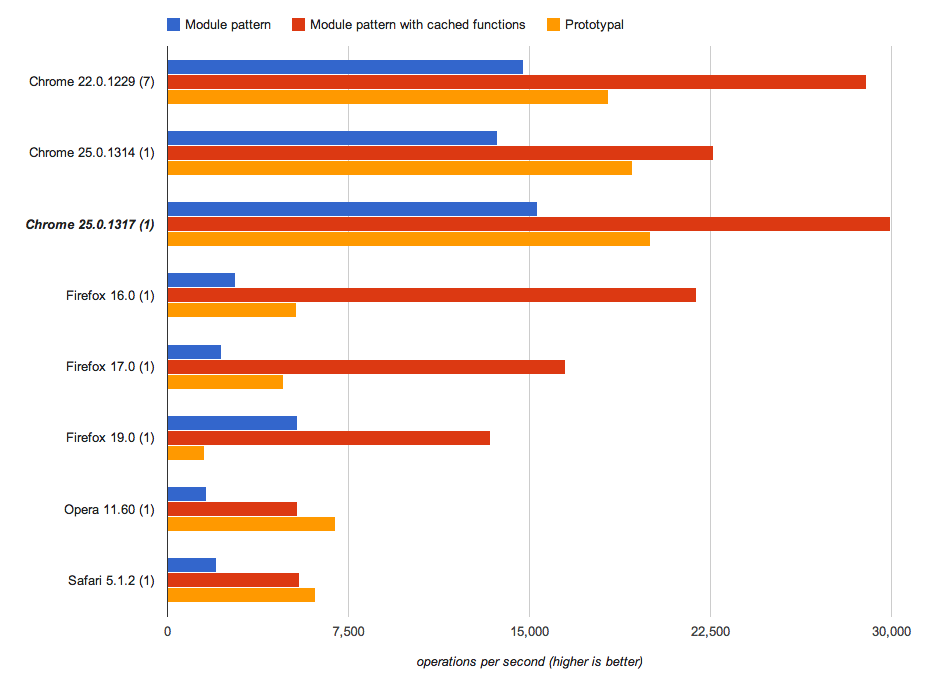 Module pattern Module pattern with cached functions Prototypal
Chrome 22.0.1229 (7)
Chrome 25.0.1314 (1)
Chrome 25.0.1317 (1)
Firefox 16.0 (1)
Firefox 17.0 (1)
Firefox 19.0 (1)
Opera 11.60 (1)
Safari 5.1.2 (1)
0 7,500 15,000 22,500 30,000
operations per second (higher is better)